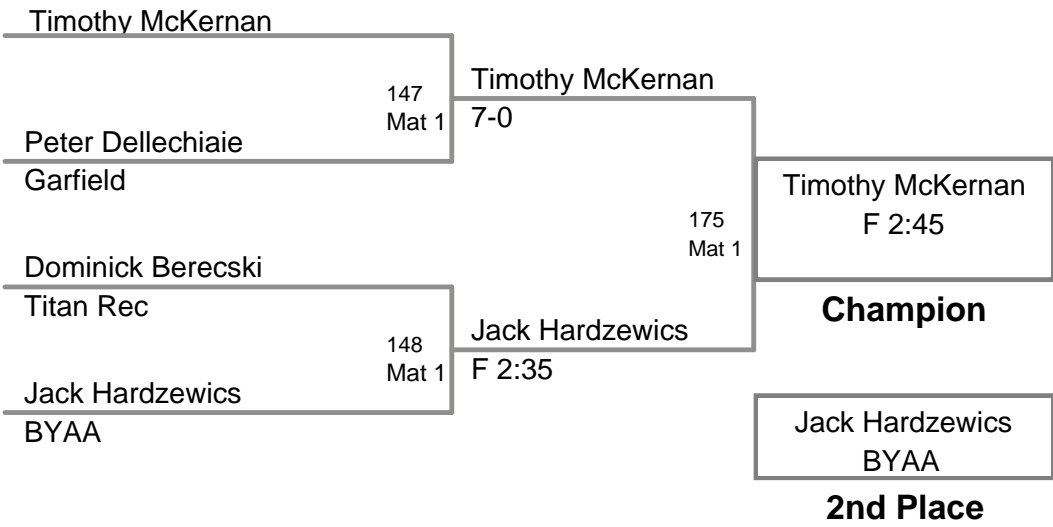 Timothy McKernan
147
Mat 1
Timothy McKernan
7-0
Peter Dellechiaie
Garfield
Timothy McKernan
F 2:45
Champion
175
Mat 1
Dominick Berecski
Titan Rec
148
Mat 1
Jack Hardzewics
F 2:35
Jack Hardzewics
BYAA
Jack Hardzewics
BYAA
2nd Place